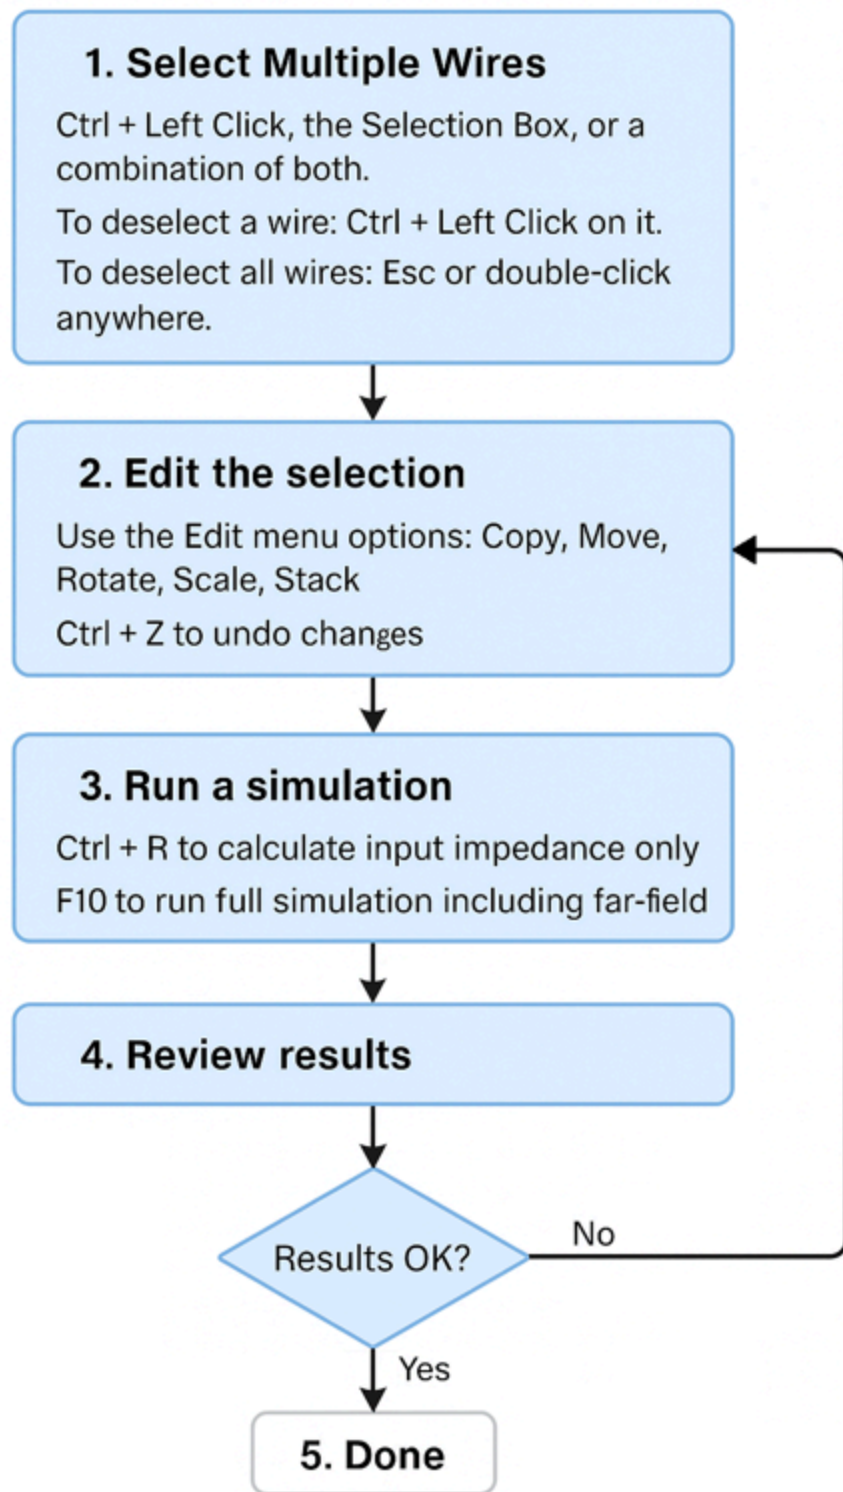 1. Select Multiple Wires
Ctrl + Left Click, the Selection Box, or a
combination of both.
To deselect a wire: Ctrl + Left Click on it.
To deselect all wires: Esc or double-click
anywhere.
2. Edit the selection
Use the Edit menu options: Copy, Move,
Rotate, Scale, Stack
Ctrl + Z to undo changes
3. Run a simulation
Ctrl + R to calculate input impedance only
F10 to run full simulation including far-field
4. Review results
Results OK?
No
Yes
5. Done